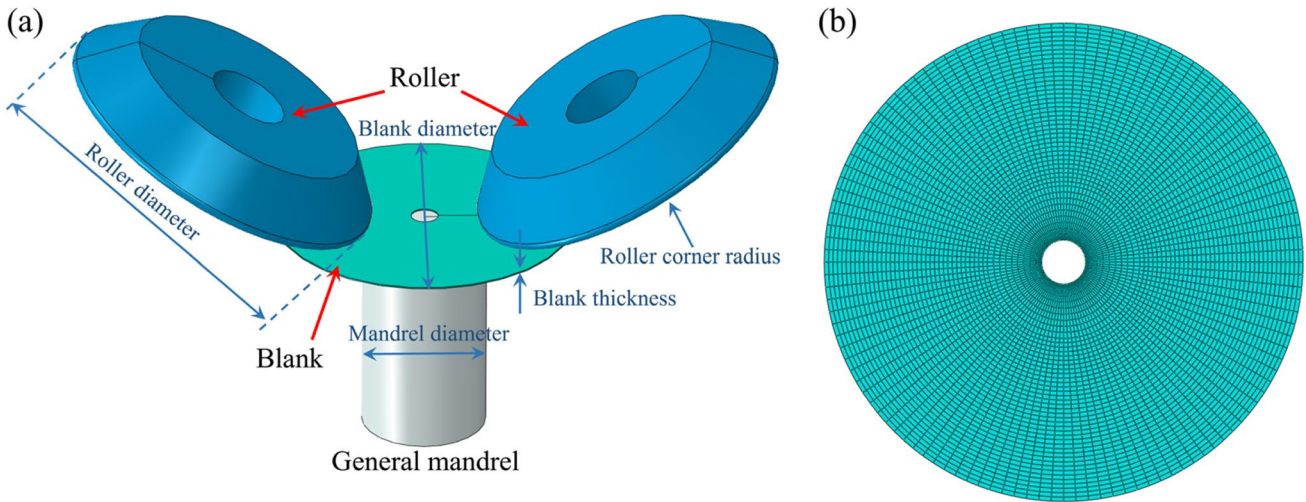 (a)
(b)
Roller
Blank diameter
Roller diameter
Roller corner radius
Blank thickness
Mandrel diameter
Blank
General mandrel